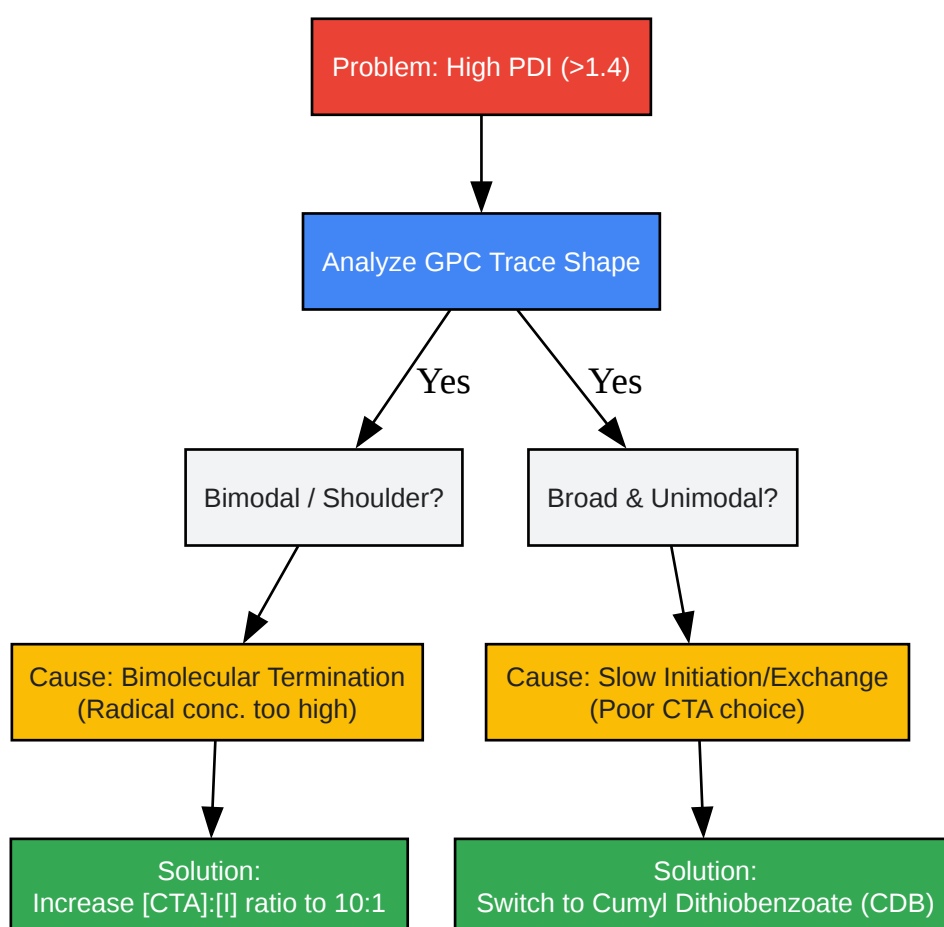 Problem: High PDI (>1.4)
Analyze GPC Trace Shape
Yes
Yes
Bimodal / Shoulder?
Broad & Unimodal?
Cause: Bimolecular Termination
(Radical conc. too high)
Cause: Slow Initiation/Exchange
(Poor CTA choice)
Solution:
Increase [CTA]:[I] ratio to 10:1
Solution:
Switch to Cumyl Dithiobenzoate (CDB)